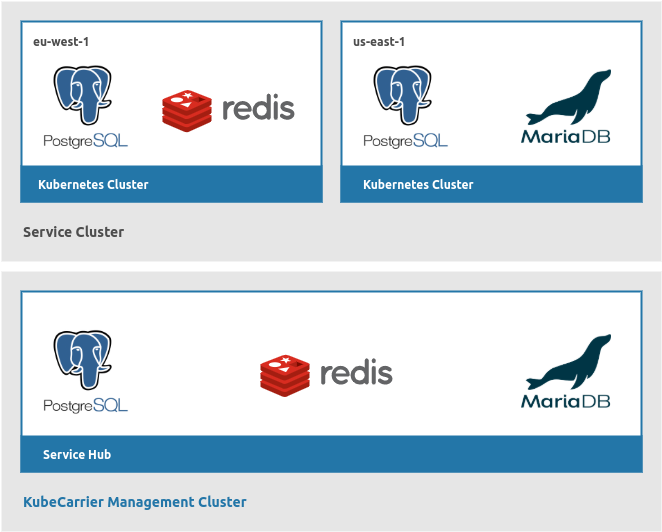 eu-west-1
PostgreSQL
redis
Kubernetes Cluster
us-east-1
PostgreSQL
MariaDB
Kubernetes Cluster
Service Cluster
PostgreSQL
redis
MariaDB
Service Hub
KubeCarrier Management Cluster